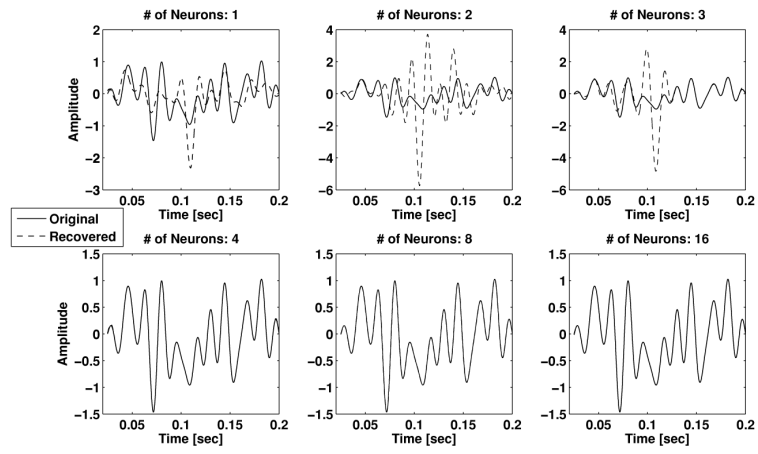 # of Neurons: 1
2
1
0
−1
−2
−3
Amplitude
0.05 0.1 0.15 0.2
Time [sec]
# of Neurons: 2
4
2
0
−2
−4
−6
0.05 0.1 0.15 0.2
Time [sec]
# of Neurons: 3
4
2
0
−2
−4
−6
0.05 0.1 0.15 0.2
Time [sec]
Original
Recovered
# of Neurons: 4
1.5
1
0.5
0
−0.5
−1
−1.5
Amplitude
0.05 0.1 0.15 0.2
Time [sec]
# of Neurons: 8
1.5
1
0.5
0
−0.5
−1
−1.5
0.05 0.1 0.15 0.2
Time [sec]
# of Neurons: 16
1.5
1
0.5
0
−0.5
−1
−1.5
0.05 0.1 0.15 0.2
Time [sec]